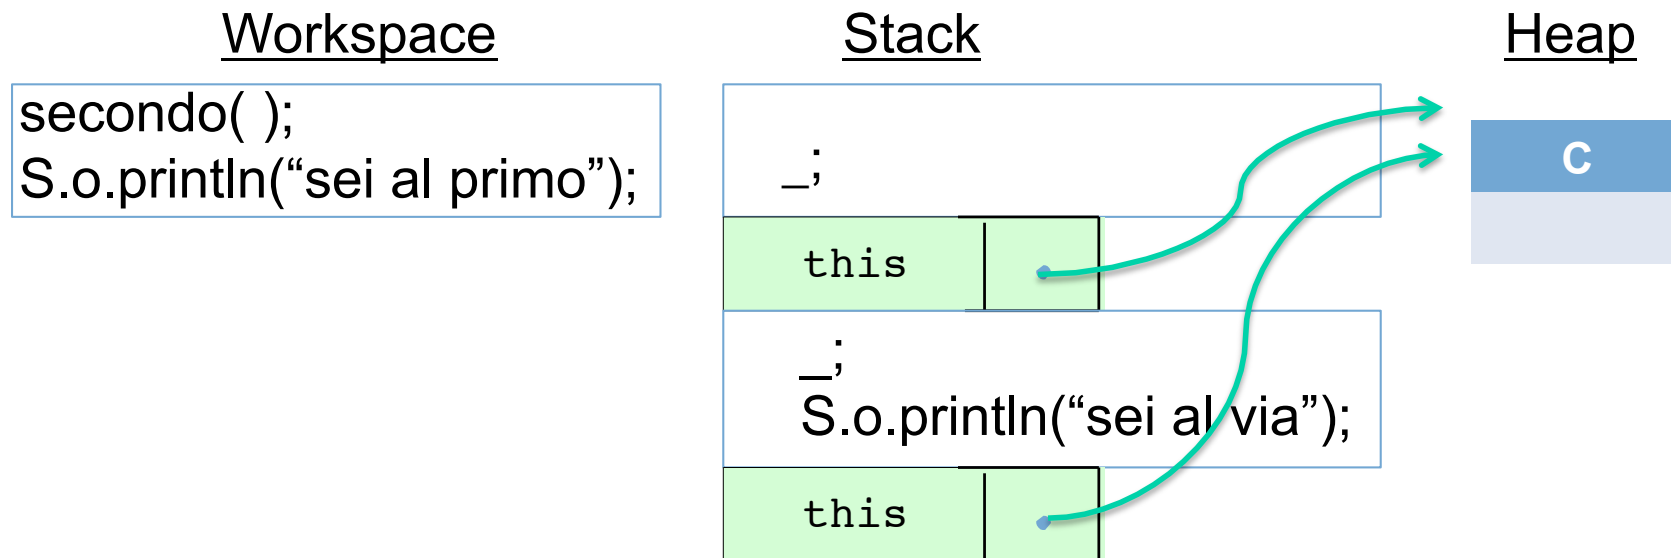 Workspace
Stack
Heap
secondo( );
S.o.println(“sei al primo”);
_;
this
_;
S.o.println(“sei al via”);
this
C